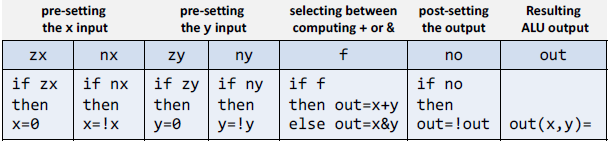 pre-setting the x input
pre-setting the y input
selecting between computing + or &
post-setting the output
Resulting ALU output
zx nx zy ny f no out
if zx if nx if zy if ny if f if no
then then then then then out=x+y then
x=0 x=!x y=0 y=!y else out=x&y out=!out out(x,y)=